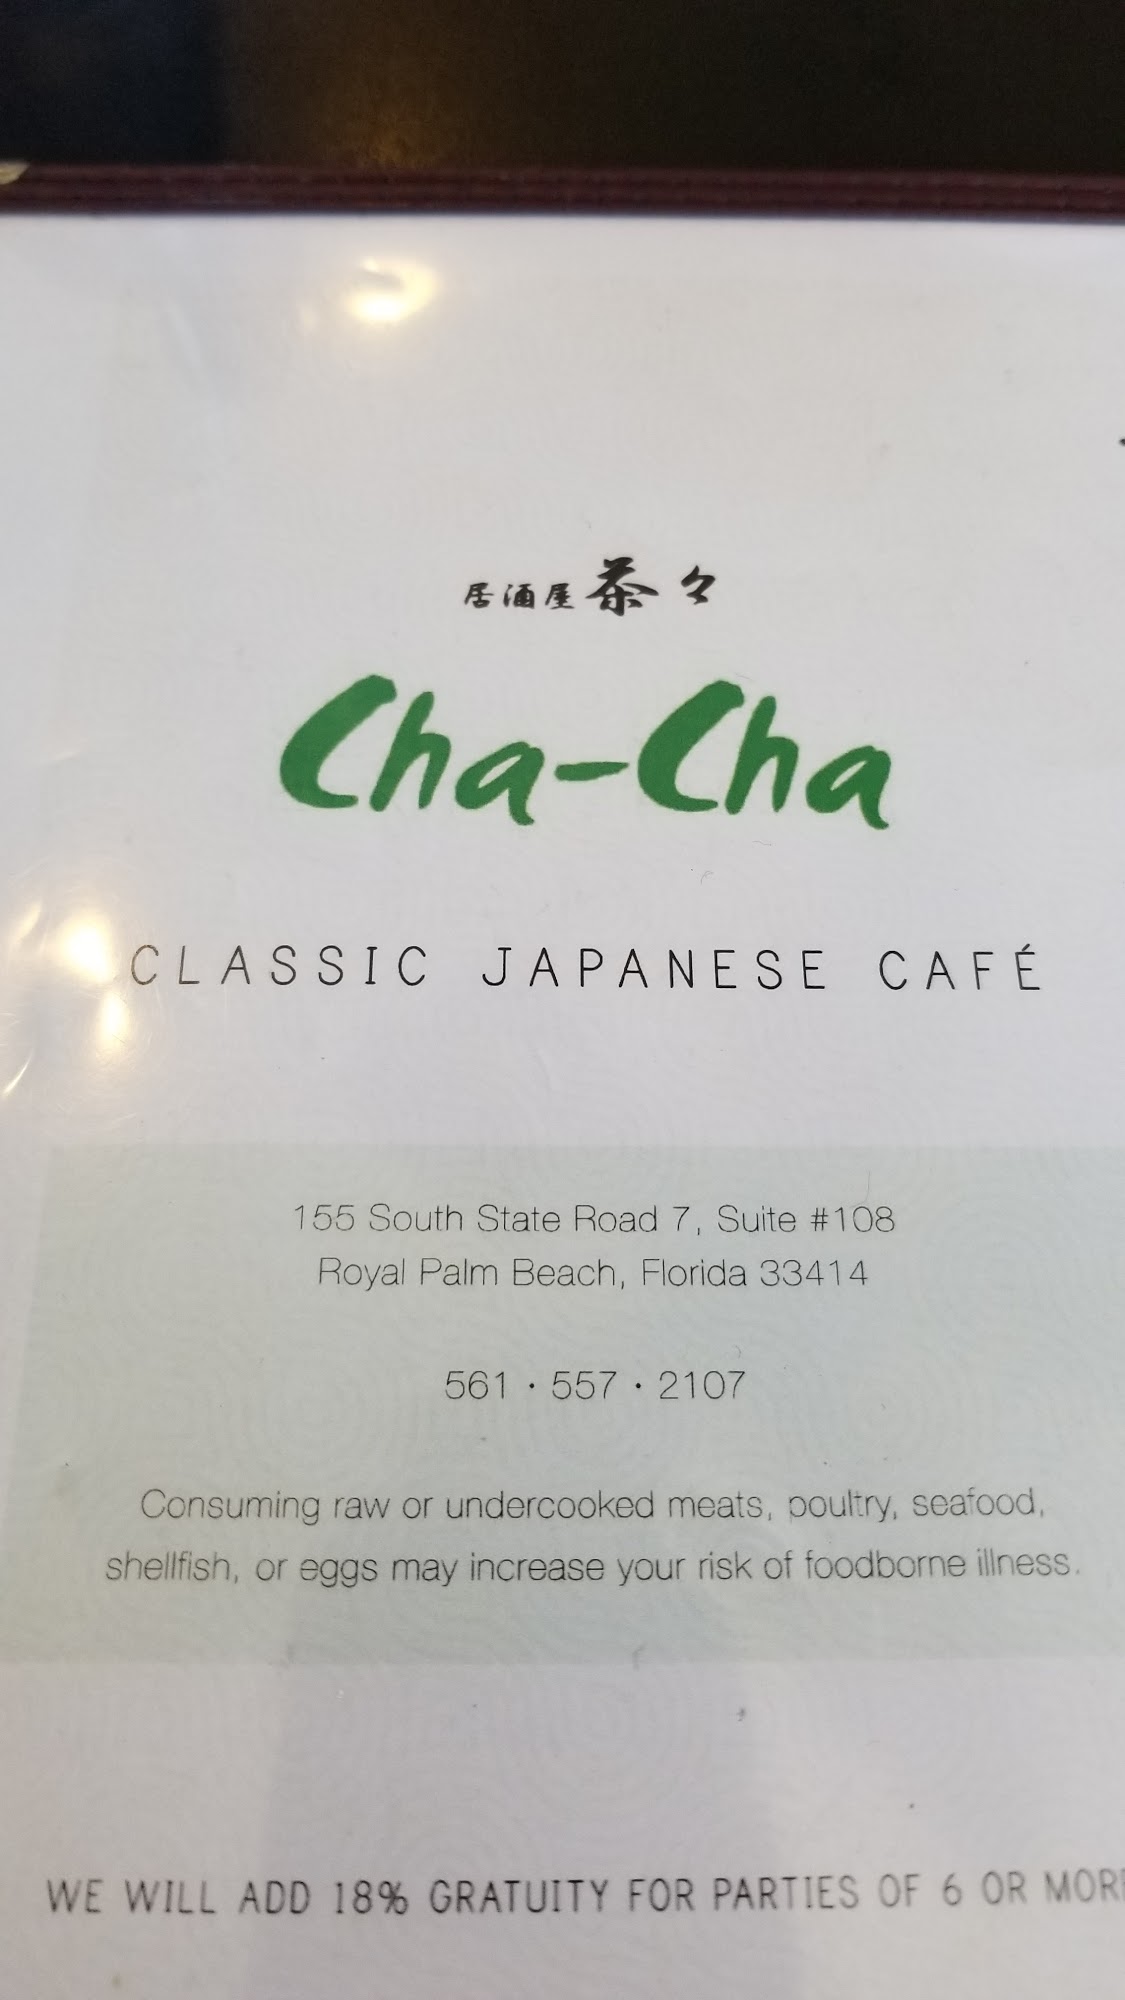 居酒屋 茶々
Cha-Cha
CLASSIC JAPANESE CAFÉ
155 South State Road 7, Suite #108
Royal Palm Beach, Florida 33414
561 · 557 · 2107
Consuming raw or undercooked meats, poultry, seafood,
shellfish, or eggs may increase your risk of foodborne illness.
WE WILL ADD 18% GRATUITY FOR PARTIES OF 6 OR MORE